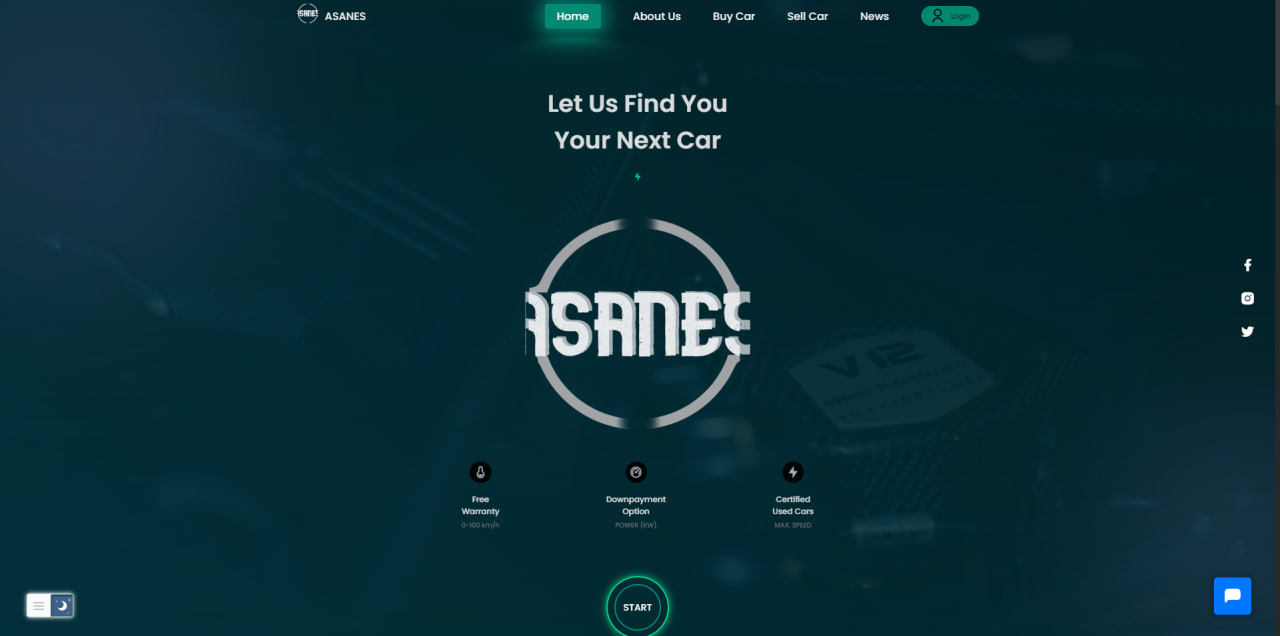 ASANES
ASANES
Home
About Us
Buy Car
Sell Car
News
Login
Let Us Find You
Your Next Car
ASANES
V 12
Free
Warranty
0-100 km/h
Downpayment
Option
POWER (KW)
Certified
Used Cars
MAX. SPEED
START